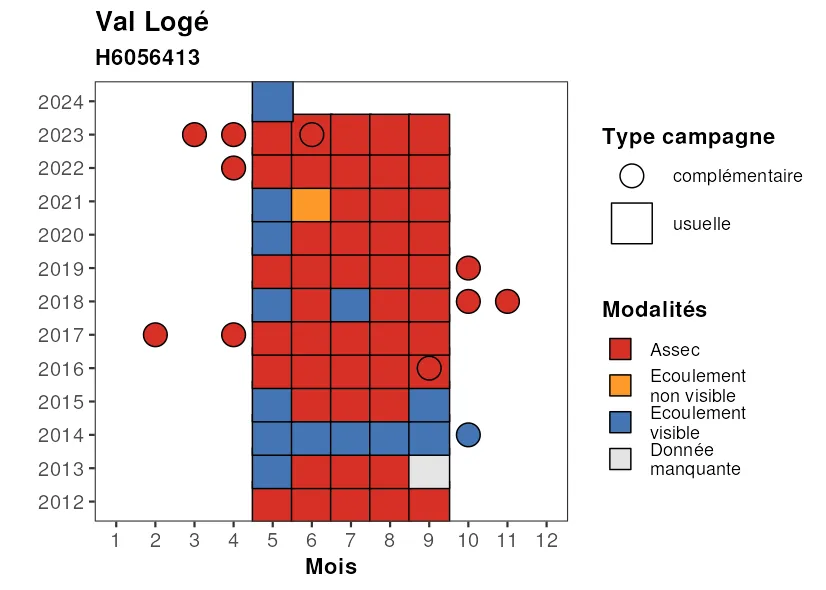 Val Logé
H6056413
2024
2023
2022
2021
2020
2019
2018
2017
2016
2015
2014
2013
2012
1 2 3 4 5 6 7 8 9 10 11 12
Mois
Type campagne
complémentaire
usuelle
Modalités
Assec
Ecoulement
non visible
Ecoulement
visible
Donnée
manquante